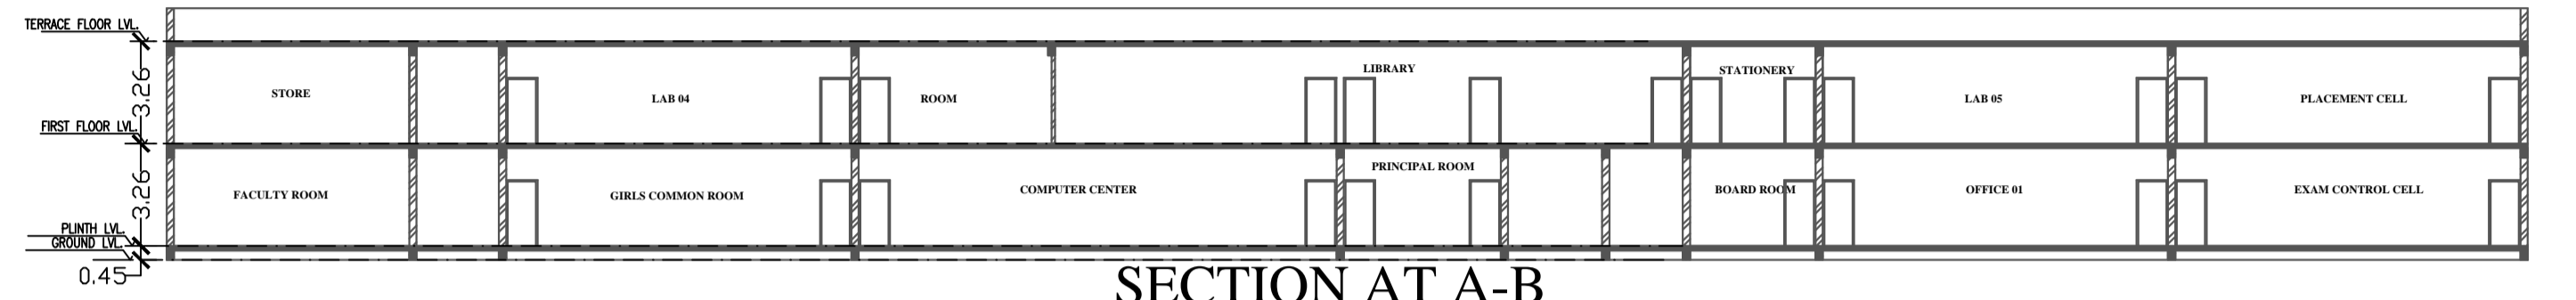 TERRACE FLOOR LVL.
3.26
FIRST FLOOR LVL.
3.26
PLINTH LVL.
GROUND LVL.
0.45
STORE
LAB 04
ROOM
LIBRARY
STATIONERY
LAB 05
PLACEMENT CELL
FACULTY ROOM
GIRLS COMMON ROOM
COMPUTER CENTER
PRINCIPAL ROOM
BOARD ROOM
OFFICE 01
EXAM CONTROL CELL
SECTION AT A-B